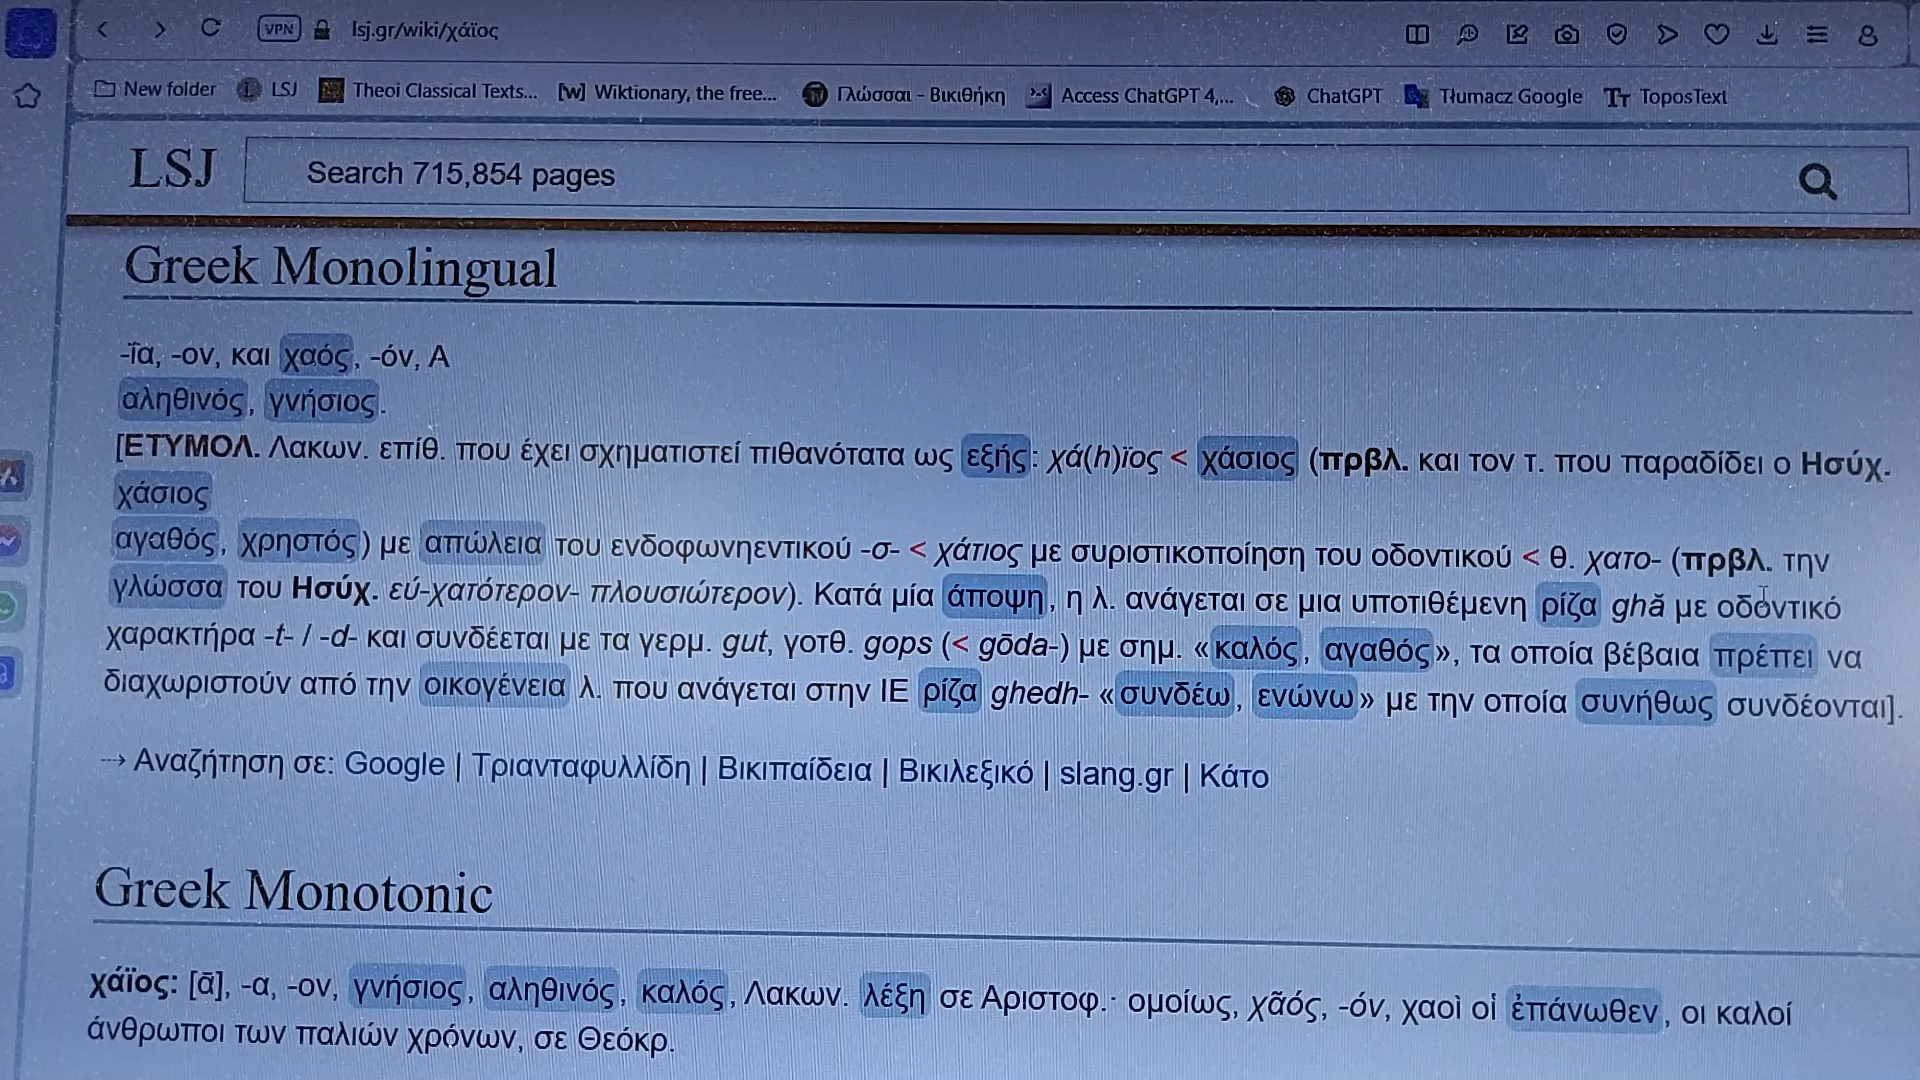 VPN lsj.gr/wiki/χάϊος
New folder LSJ Theoi Classical Texts... [w] Wiktionary, the free... Γλώσσαι - Βικιθήκη Access ChatGPT 4,... ChatGPT Tłumacz Google TT ToposText
LSJ Search 715,854 pages
Greek Monolingual
-ΐα, -ον, και χαός, -όν, Α
αληθινός, γνήσιος.
[ΕΤΥΜΟΛ. Λακων. επίθ. που έχει σχηματιστεί πιθανότατα ως εξής: χά(h)ϊος < χάσιος (πρβλ. και τον τ. που παραδίδει ο Ησύχ.
χάσιος
αγαθός, χρηστός) με απώλεια του ενδοφωνηεντικού -σ- < χάτιος με συριστικοποίηση του οδοντικού < θ. χατο- (πρβλ. την
γλώσσα του Ησύχ. εύ-χατότερον- πλουσιώτερον). Κατά μία άποψη, η λ. ανάγεται σε μια υποτιθέμενη ρίζα ghă με οδοντικό
χαρακτήρα -t- / -d- και συνδέεται με τα γερμ. gut, γοτθ. gops (< gōda-) με σημ. «καλός, αγαθός», τα οποία βέβαια πρέπει να
διαχωριστούν από την οικογένεια λ. που ανάγεται στην ΙΕ ρίζα ghedh- «συνδέω, ενώνω» με την οποία συνήθως συνδέονται].
⇢ Αναζήτηση σε: Google | Τριανταφυλλίδη | Βικιπαίδεια | Βικιλεξικό | slang.gr | Κάτο
Greek Monotonic
χάϊος: [ᾱ], -α, -ον, γνήσιος, αληθινός, καλός, Λακων. λέξη σε Αριστοφ.· ομοίως, χᾶός, -όν, χαοὶ οἱ ἐπάνωθεν, οι καλοί
άνθρωποι των παλιών χρόνων, σε Θεόκρ.